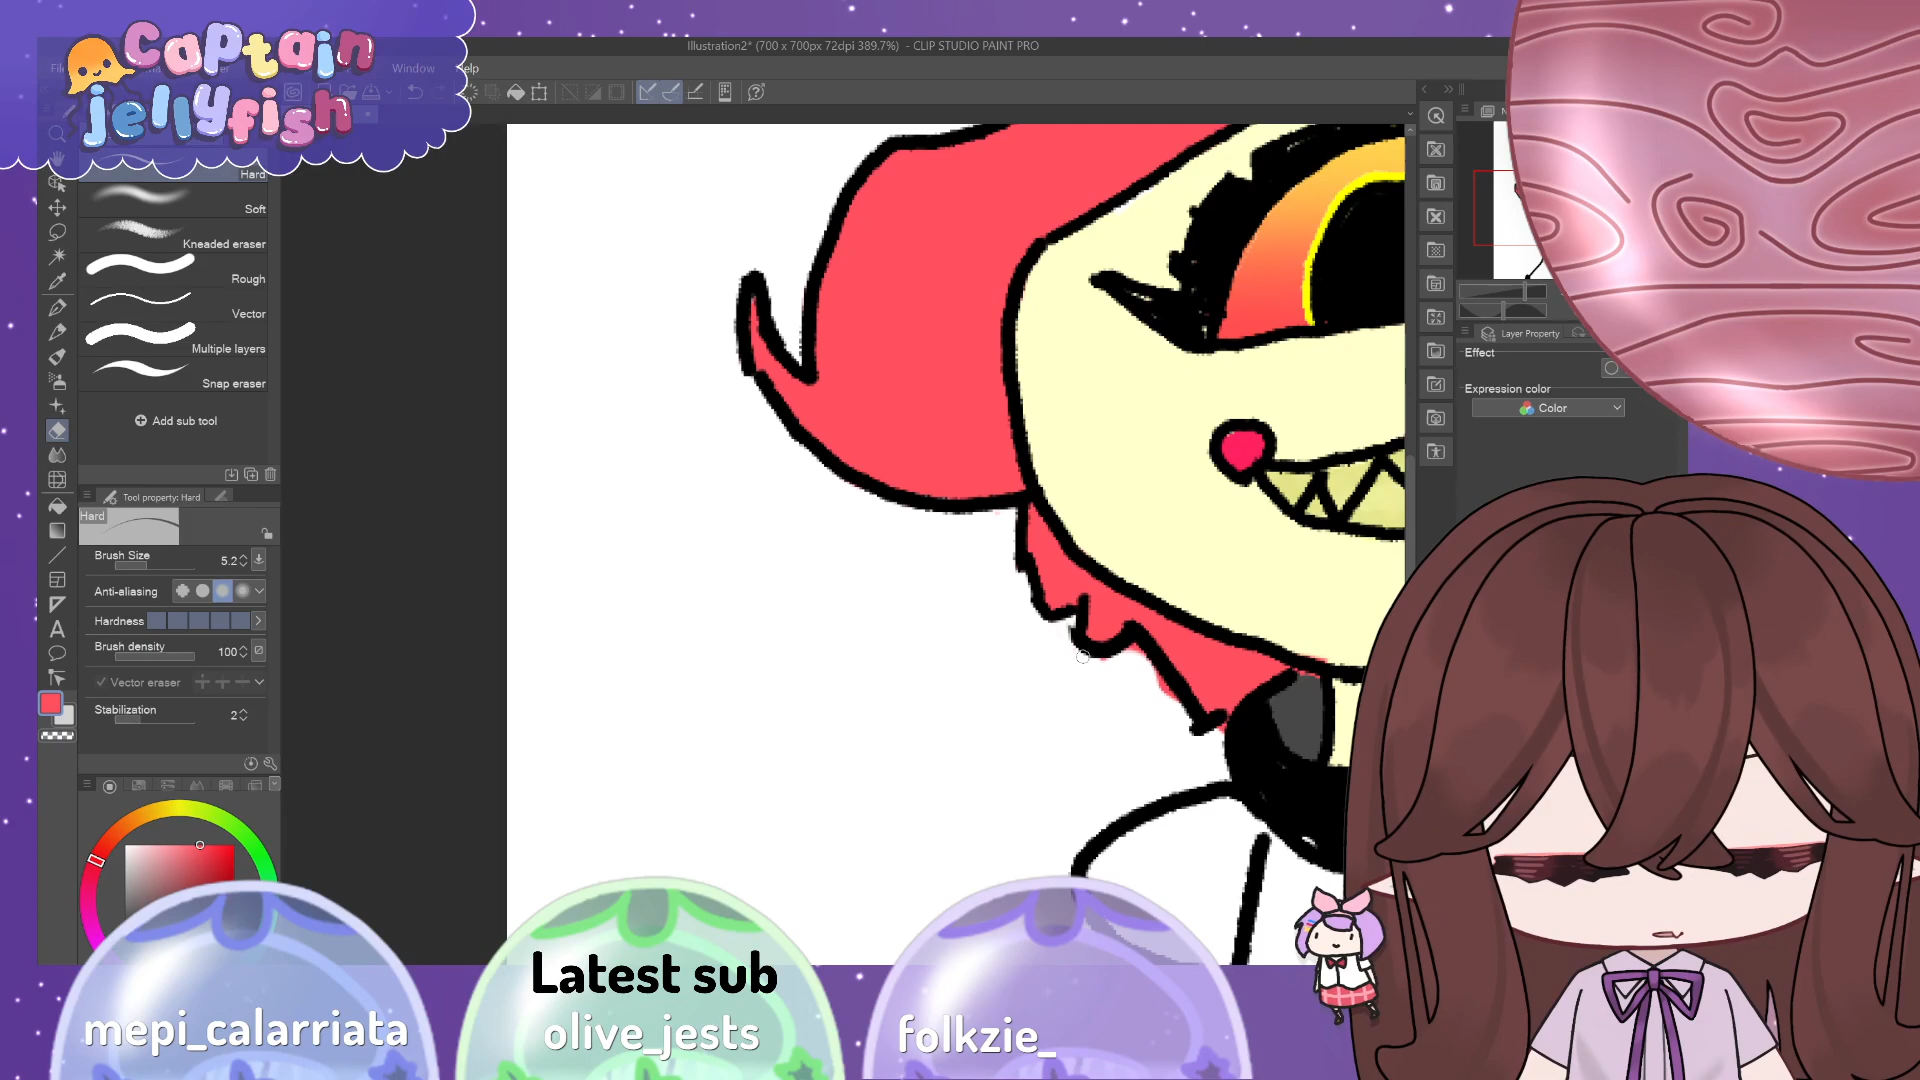 Captain
jellyfish
Illustration2* (700 x 700px 72dpi 389.7%) - CLIP STUDIO PAINT PRO
Window
Help
Hard
Soft
Kneaded eraser
Rough
Vector
Multiple layers
Snap eraser
Add sub tool
Tool property: Hard
Hard
Brush Size 5.2
Anti-aliasing
Hardness
Brush density 100
Vector eraser
Stabilization 2
Layer Property
Effect
Expression color
Color
mepi_calarriata
Latest sub
olive_jests
folkzie_